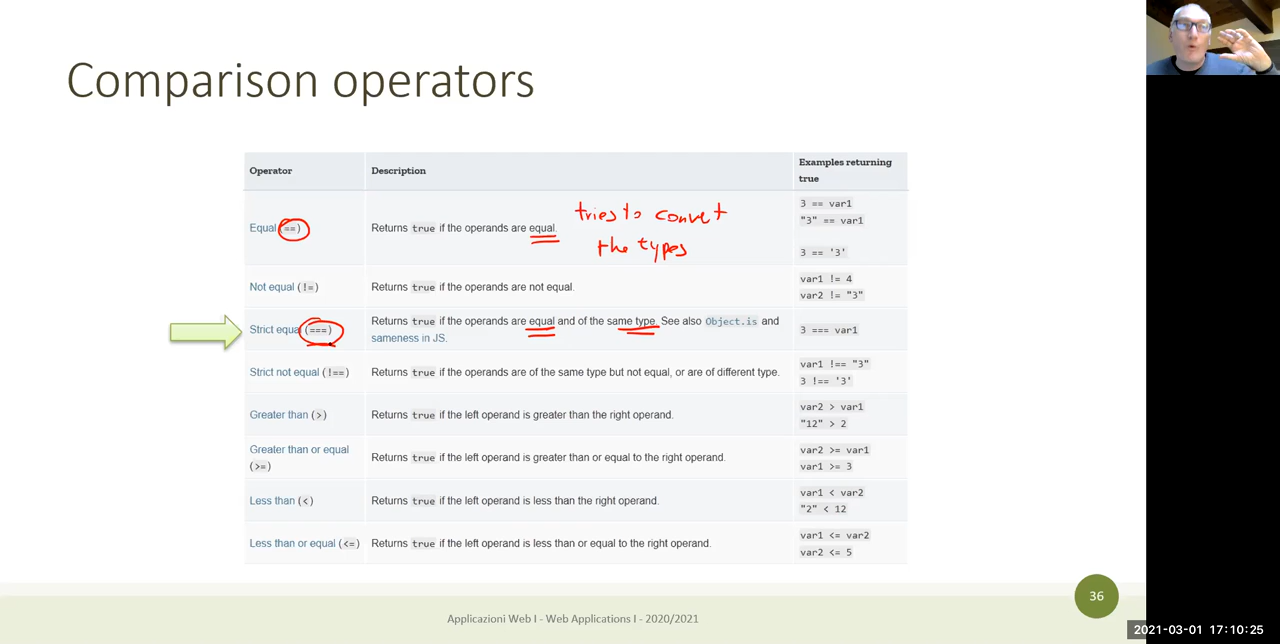 Comparison operators
Operator Description Examples returning true
Equal (==) Returns true if the operands are equal. 3 == var1
"3" == var1
3 == '3'
tries to convert
the types
Not equal (!=) Returns true if the operands are not equal. var1 != 4
var2 != "3"
Strict equal (===) Returns true if the operands are equal and of the same type. See also Object.is and 3 === var1
sameness in JS.
Strict not equal (!==) Returns true if the operands are of the same type but not equal, or are of different type. var1 !== "3"
3 !== '3'
Greater than (>) Returns true if the left operand is greater than the right operand. var2 > var1
"12" > 2
Greater than or equal (>=) Returns true if the left operand is greater than or equal to the right operand. var2 >= var1
var1 >= 3
Less than (<) Returns true if the left operand is less than the right operand. var1 < var2
"2" < 12
Less than or equal (<=) Returns true if the left operand is less than or equal to the right operand. var1 <= var2
var2 <= 5
36
Applicazioni Web I - Web Applications I - 2020/2021
2021-03-01 17:10:25